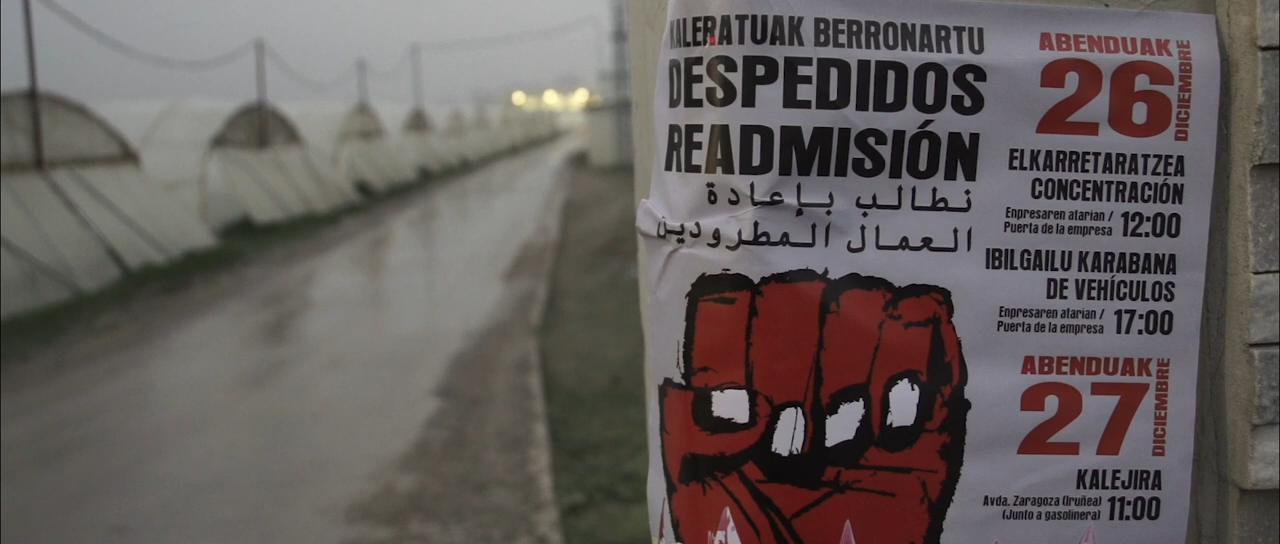 KALERATUAK BERRONARTU
DESPEDIDOS
READMISIÓN
نطالب بإعادة
العمال المطرودين
ABENDUAK
26
DICIEMBRE
ELKARRETARATZEA
CONCENTRACIÓN
Enpresaren atarian /
Puerta de la empresa 12:00
IBILGAILU KARABANA
DE VEHÍCULOS
Enpresaren atarian /
Puerta de la empresa 17:00
ABENDUAK
27
DICIEMBRE
KALEJIRA
Avda. Zaragoza (Iruñea)
(Junto a gasolinera) 11:00